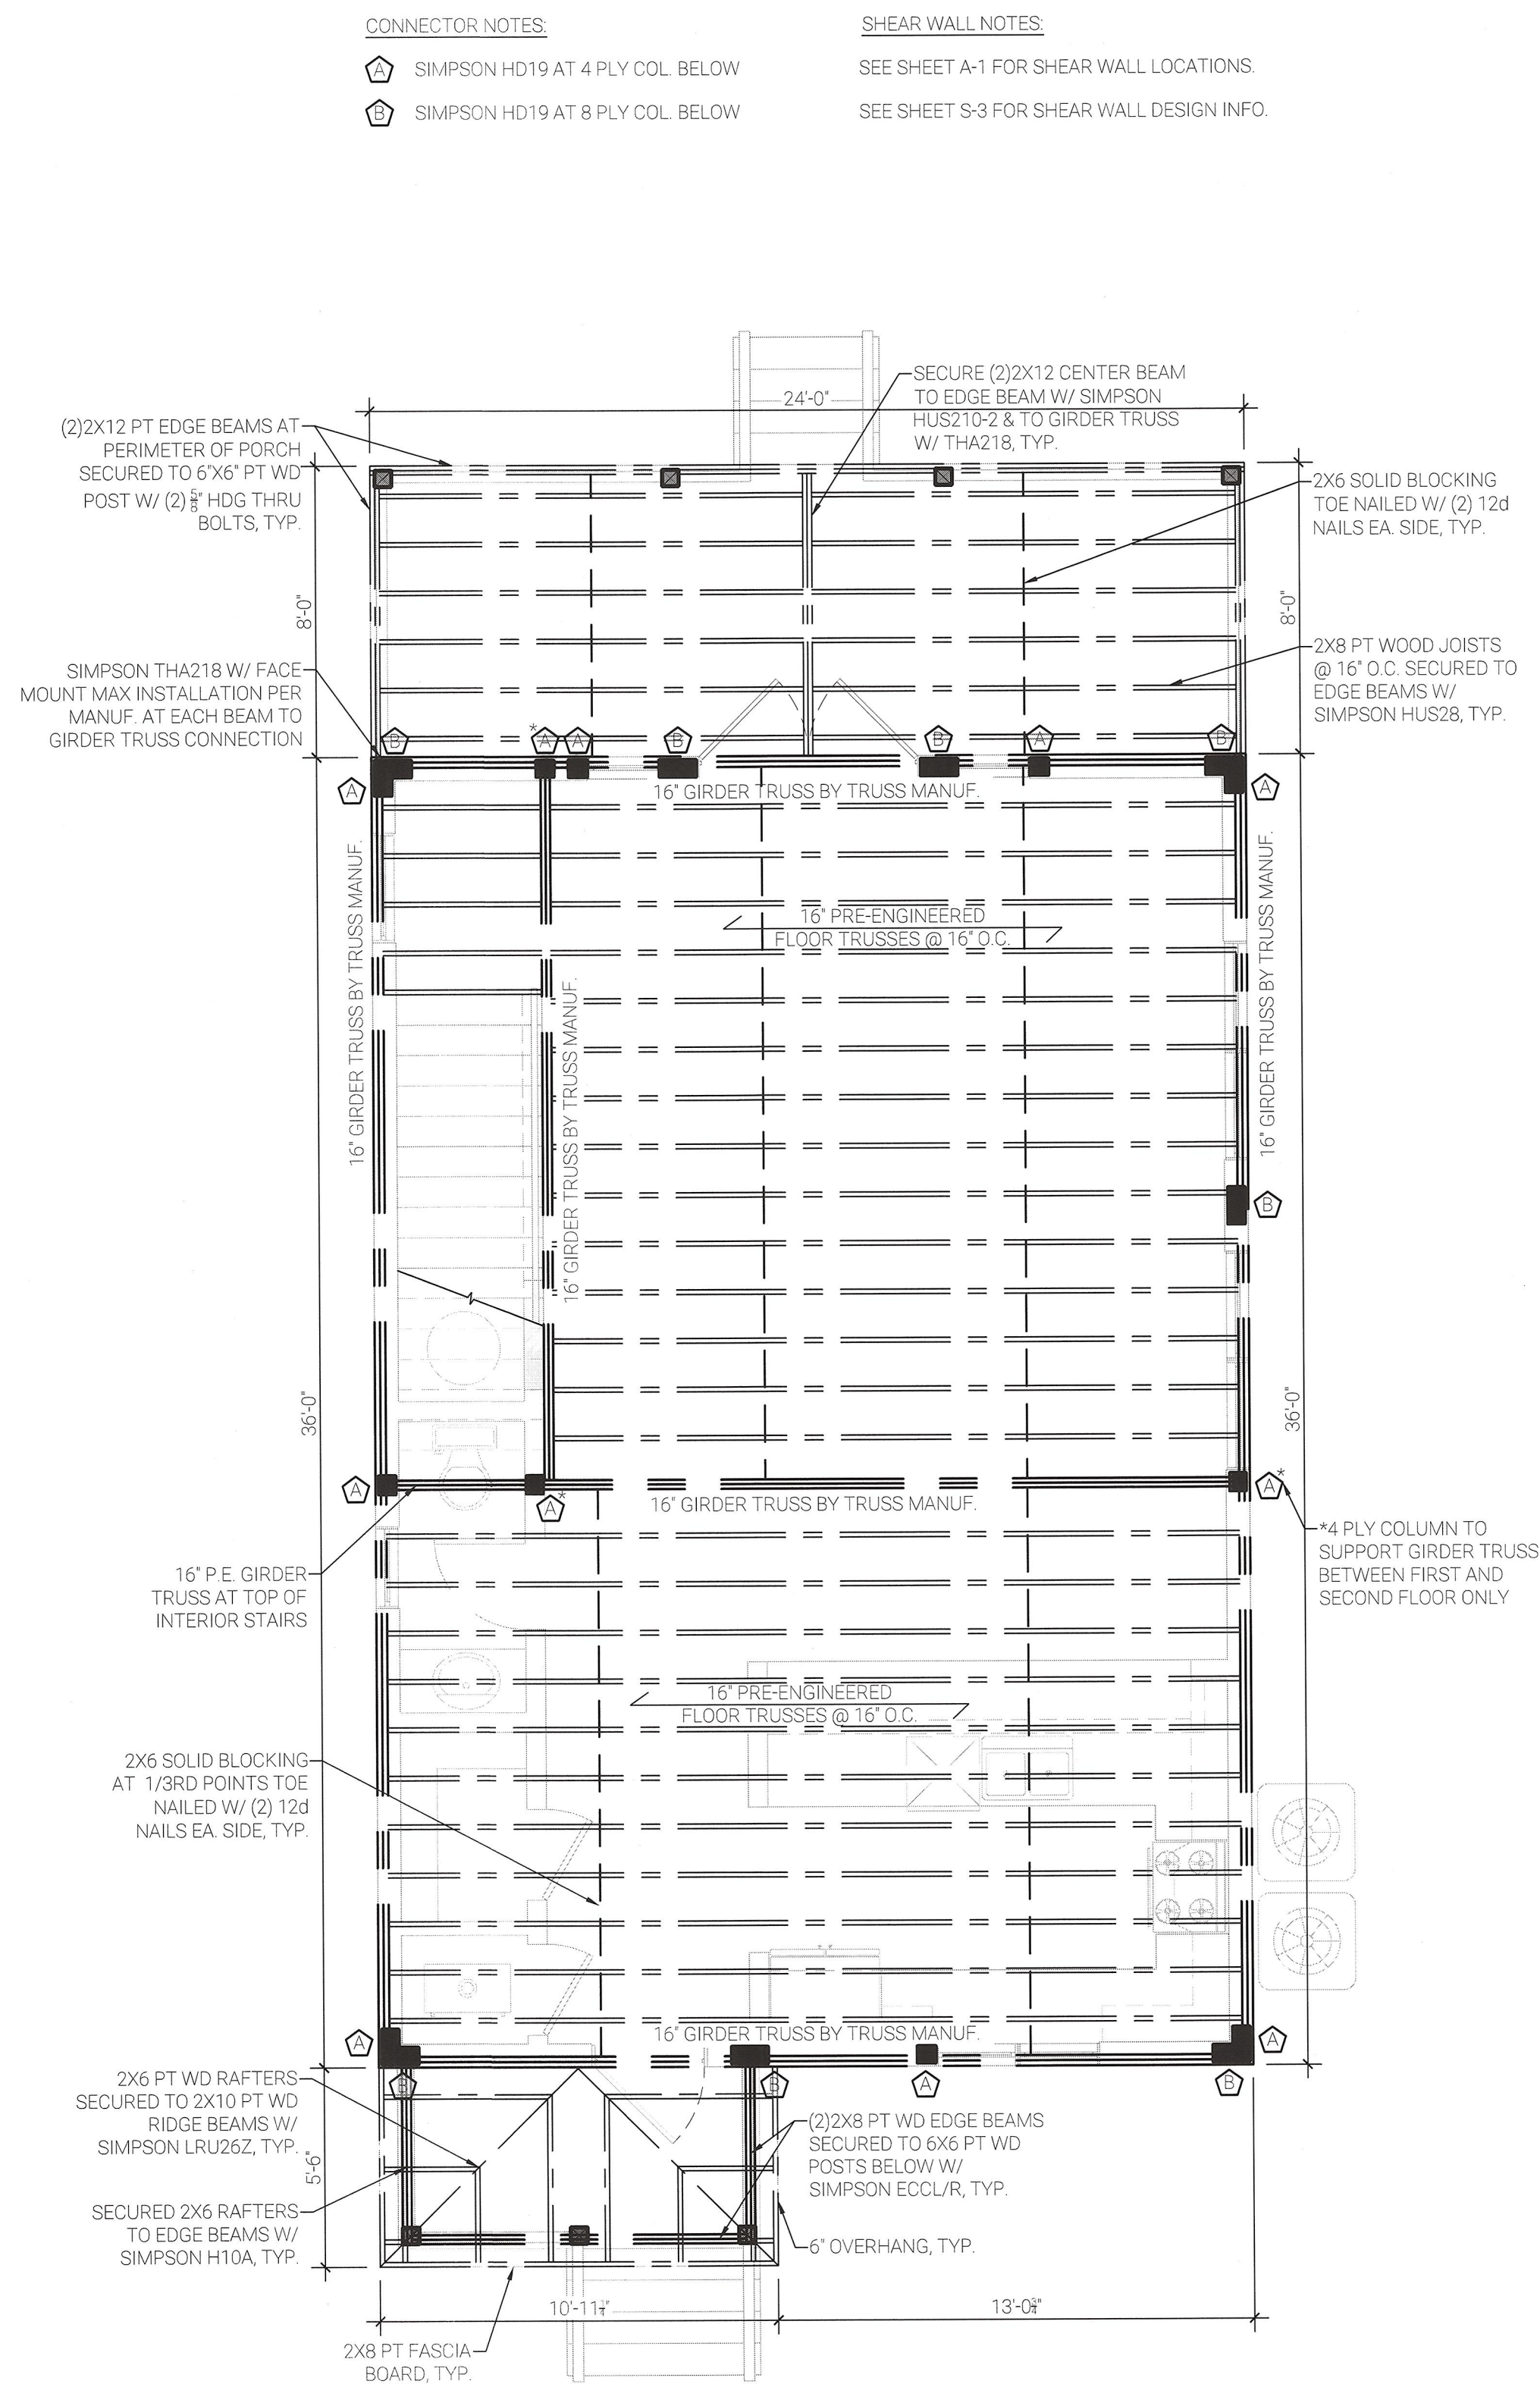 CONNECTOR NOTES:
A SIMPSON HD19 AT 4 PLY COL. BELOW
B SIMPSON HD19 AT 8 PLY COL. BELOW
SHEAR WALL NOTES:
SEE SHEET A-1 FOR SHEAR WALL LOCATIONS.
SEE SHEET S-3 FOR SHEAR WALL DESIGN INFO.
SECURE (2)2X12 CENTER BEAM
TO EDGE BEAM W/ SIMPSON
HUS210-2 & TO GIRDER TRUSS
W/ THA218, TYP.
24'-0"
(2)2X12 PT EDGE BEAMS AT
PERIMETER OF PORCH
SECURED TO 6"X6" PT WD
POST W/ (2) 5/8" HDG THRU
BOLTS, TYP.
2X6 SOLID BLOCKING
TOE NAILED W/ (2) 12d
NAILS EA. SIDE, TYP.
8'-0"
8'-0"
SIMPSON THA218 W/ FACE
MOUNT MAX INSTALLATION PER
MANUF. AT EACH BEAM TO
GIRDER TRUSS CONNECTION
2X8 PT WOOD JOISTS
@ 16" O.C. SECURED TO
EDGE BEAMS W/
SIMPSON HUS28, TYP.
B
*
A
A
B
B
A
B
A
A
16" GIRDER TRUSS BY TRUSS MANUF.
16" GIRDER TRUSS BY TRUSS MANUF.
16" GIRDER TRUSS BY TRUSS MANUF.
16" PRE-ENGINEERED
FLOOR TRUSSES @ 16" O.C.
16" GIRDER TRUSS BY TRUSS MANUF.
B
36'-0"
36'-0"
A
A*
A*
16" GIRDER TRUSS BY TRUSS MANUF.
*4 PLY COLUMN TO
SUPPORT GIRDER TRUSS
BETWEEN FIRST AND
SECOND FLOOR ONLY
16" P.E. GIRDER
TRUSS AT TOP OF
INTERIOR STAIRS
16" PRE-ENGINEERED
FLOOR TRUSSES @ 16" O.C.
2X6 SOLID BLOCKING
AT 1/3RD POINTS TOE
NAILED W/ (2) 12d
NAILS EA. SIDE, TYP.
16" GIRDER TRUSS BY TRUSS MANUF.
A
A
B
B
A
B
2X6 PT WD RAFTERS
SECURED TO 2X10 PT WD
RIDGE BEAMS W/
SIMPSON LRU26Z, TYP.
(2)2X8 PT WD EDGE BEAMS
SECURED TO 6X6 PT WD
POSTS BELOW W/
SIMPSON ECCL/R, TYP.
5'-6"
SECURED 2X6 RAFTERS
TO EDGE BEAMS W/
SIMPSON H10A, TYP.
6" OVERHANG, TYP.
10'-11 1/4"
13'-0 3/4"
2X8 PT FASCIA
BOARD, TYP.